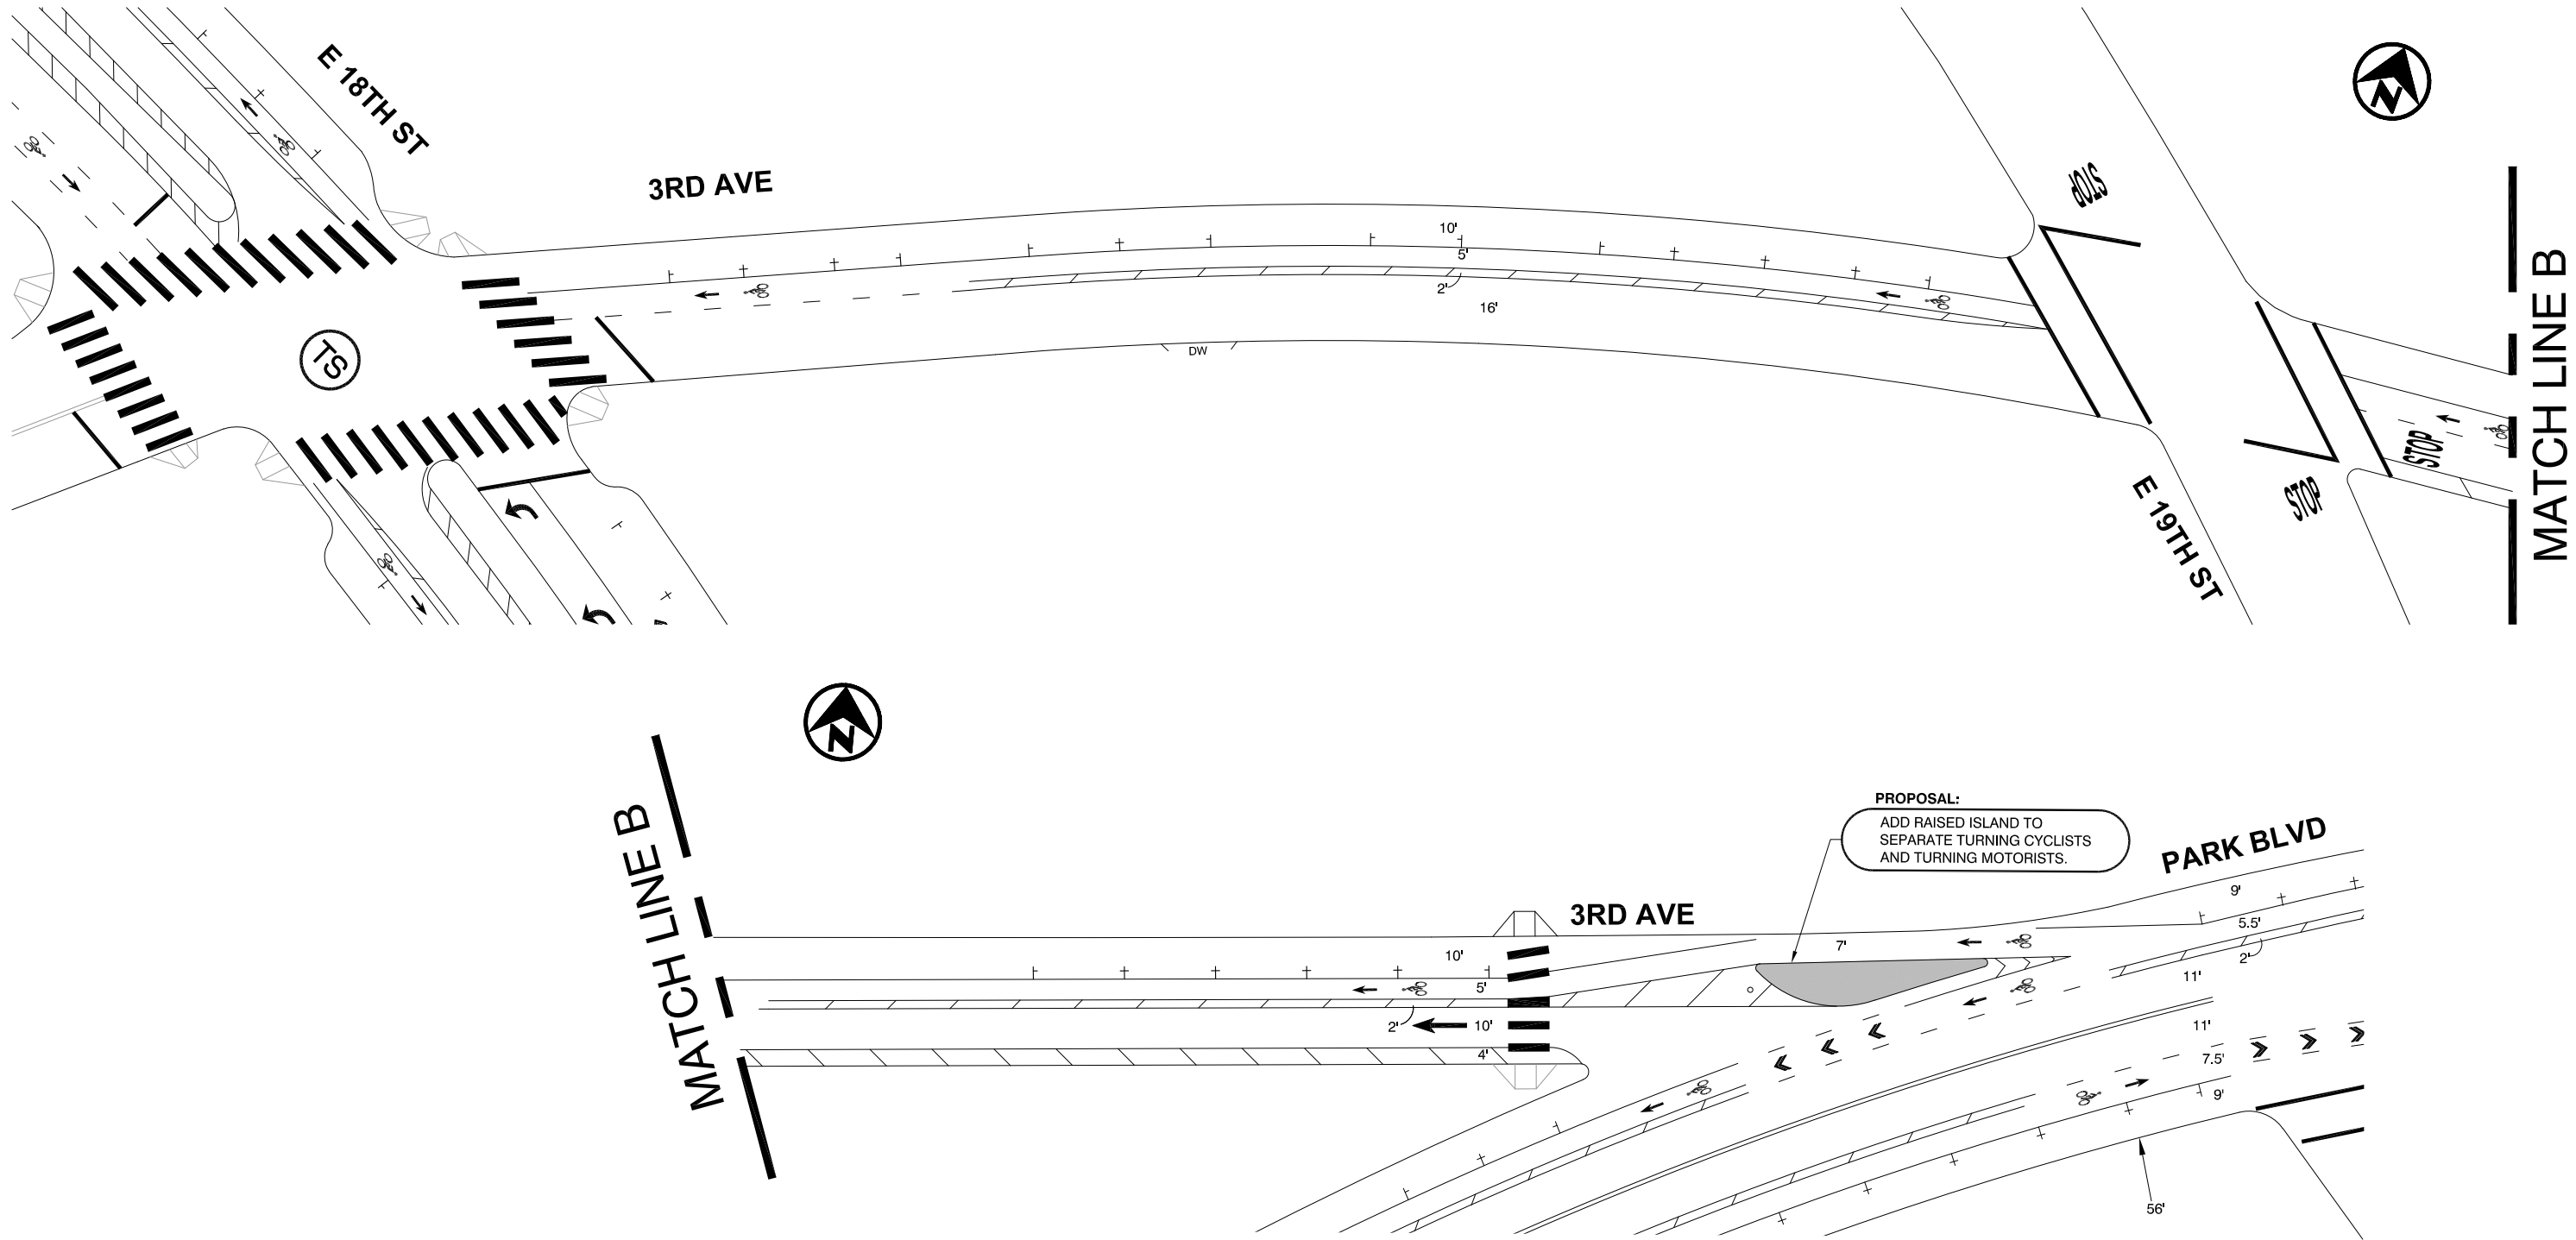 E 18TH ST
3RD AVE
10'
5'
2'
16'
DW
TS
STOP
STOP
STOP
E 19TH ST
N
MATCH LINE B
N
MATCH LINE B
PROPOSAL:
ADD RAISED ISLAND TO
SEPARATE TURNING CYCLISTS
AND TURNING MOTORISTS.
PARK BLVD
3RD AVE
9'
5.5'
2'
11'
7'
10'
5'
2'
10'
4'
11'
7.5'
9'
56'